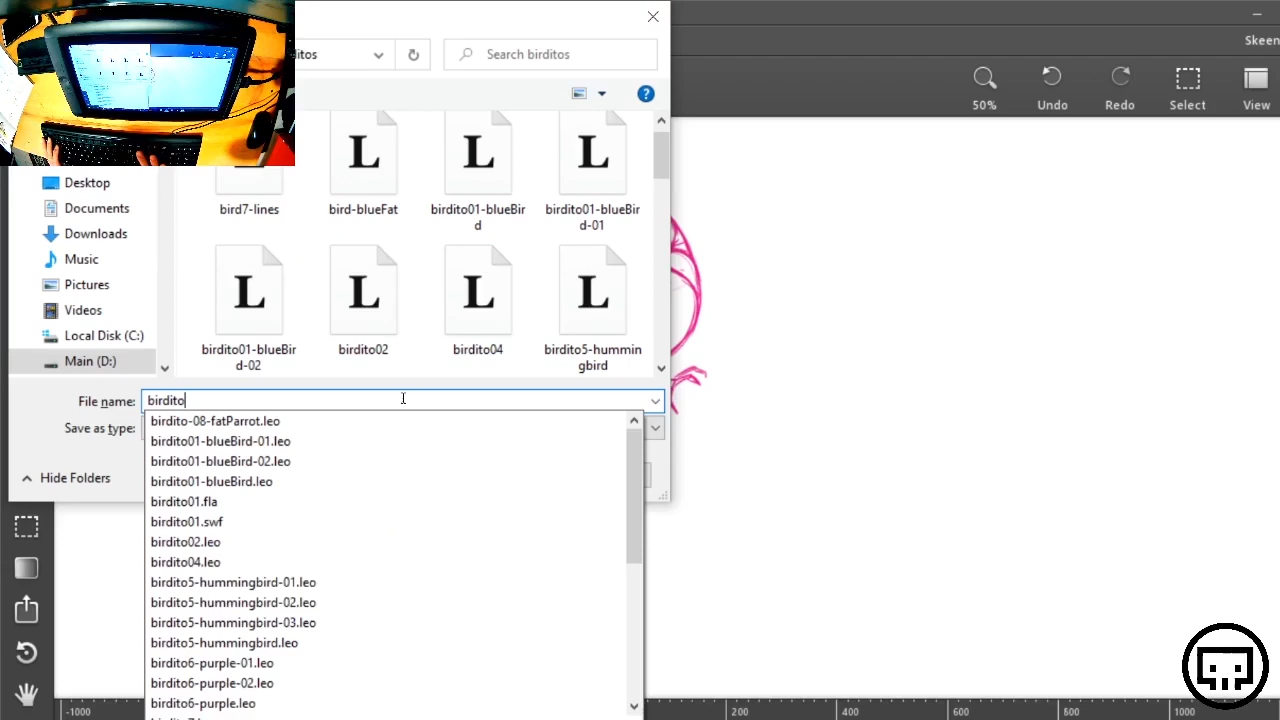 itos
Search birditos
Skeen
50%
Undo
Redo
Select
View
L
L
L
bird7-lines
bird-blueFat
birdito01-blueBir
d
birdito01-blueBir
d-01
Desktop
Documents
Downloads
Music
Pictures
Videos
Local Disk (C:)
Main (D:)
L
L
L
L
birdito01-blueBir
d-02
birdito02
birdito04
birdito5-hummin
gbird
File name:
birdito
Save as type:
Hide Folders
birdito-08-fatParrot.leo
birdito01-blueBird-01.leo
birdito01-blueBird-02.leo
birdito01-blueBird.leo
birdito01.fla
birdito01.swf
birdito02.leo
birdito04.leo
birdito5-hummingbird-01.leo
birdito5-hummingbird-02.leo
birdito5-hummingbird-03.leo
birdito5-hummingbird.leo
birdito6-purple-01.leo
birdito6-purple-02.leo
birdito6-purple.leo
-1000
200
400
600
800
1000